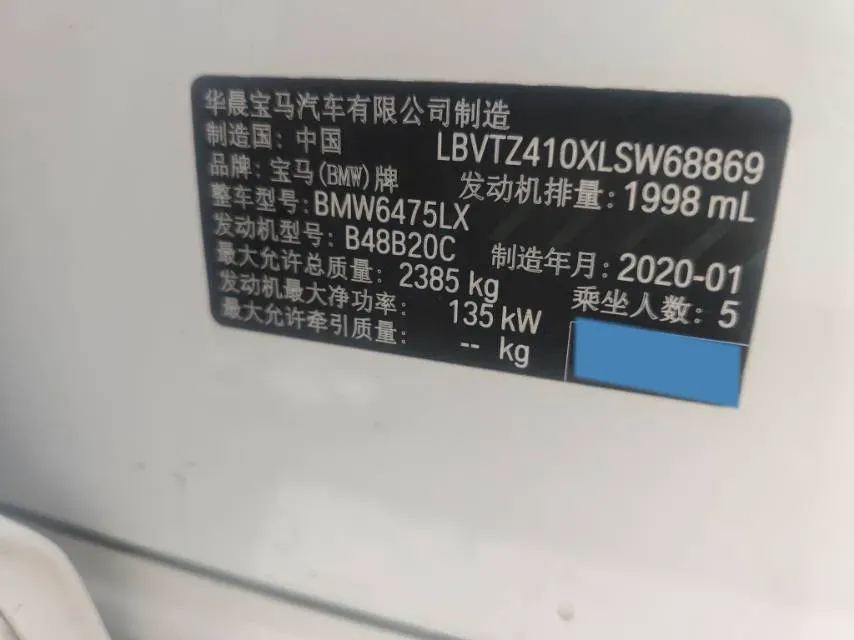 华晨宝马汽车有限公司制造
制造国: 中国 LBVTZ410XLSW68869
品牌: 宝马(BMW)牌 发动机排量: 1998 mL
整车型号: BMW6475LX
发动机型号: B48B20C 制造年月: 2020-01
最大允许总质量: 2385 kg 乘坐人数: 5
发动机最大净功率: 135 kW
最大允许牵引质量: -- kg